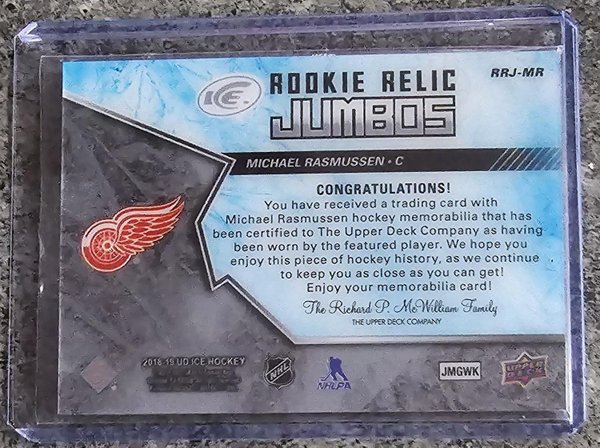 ICE
ROOKIE RELIC
JUMBOS
RRJ-MR
MICHAEL RASMUSSEN • C
CONGRATULATIONS!
You have received a trading card with
Michael Rasmussen hockey memorabilia that has
been certified to The Upper Deck Company as having
been worn by the featured player. We hope you
enjoy this piece of hockey history, as we continue
to keep you as close as you can get!
Enjoy your memorabilia card!
The Richard P. McWilliam Family
THE UPPER DECK COMPANY
2018-19 UD ICE HOCKEY
NHL
NHLPA
JMGWK
UPPER
DECK